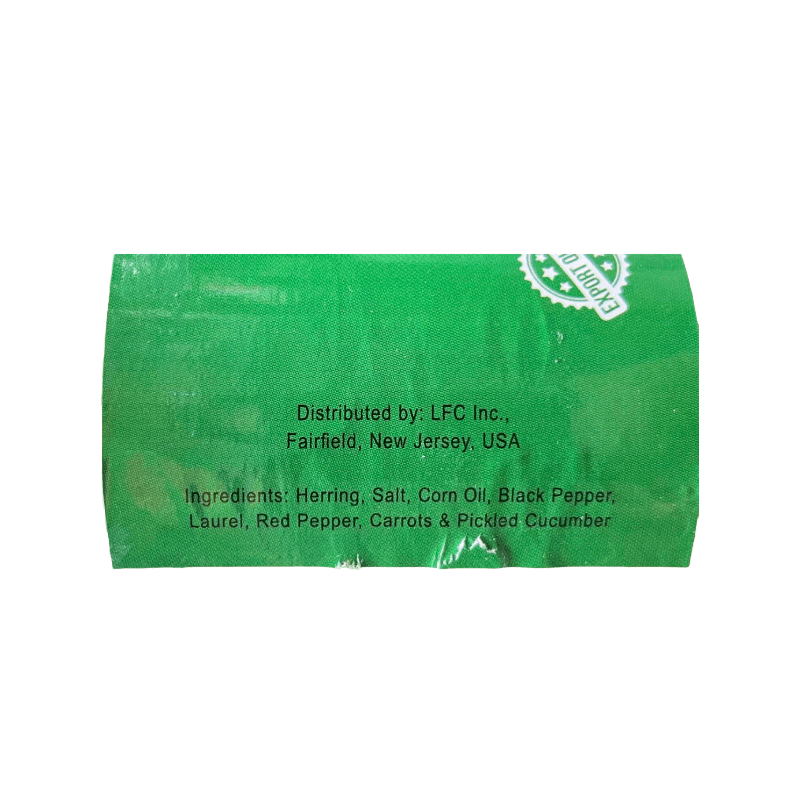 EXPORT
Distributed by: LFC Inc.,
Fairfield, New Jersey, USA
Ingredients: Herring, Salt, Corn Oil, Black Pepper,
Laurel, Red Pepper, Carrots & Pickled Cucumber